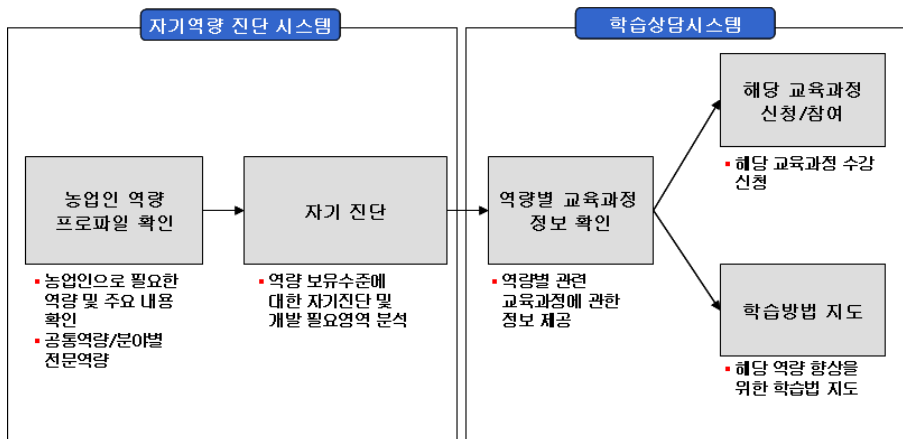 자기역량 진단 시스템
농업인 역량
프로파일 확인
▪ 농업인으로 필요한
역량 및 주요 내용
확인
▪ 공통역량/분야별
전문역량
자기 진단
▪ 역량 보유수준에
대한 자기진단 및
개발 필요영역 분석
학습상담시스템
역량별 교육과정
정보 확인
▪ 역량별 관련
교육과정에 관한
정보 제공
해당 교육과정
신청/참여
▪ 해당 교육과정 수강
신청
학습방법 지도
▪ 해당 역량 향상을
위한 학습법 지도